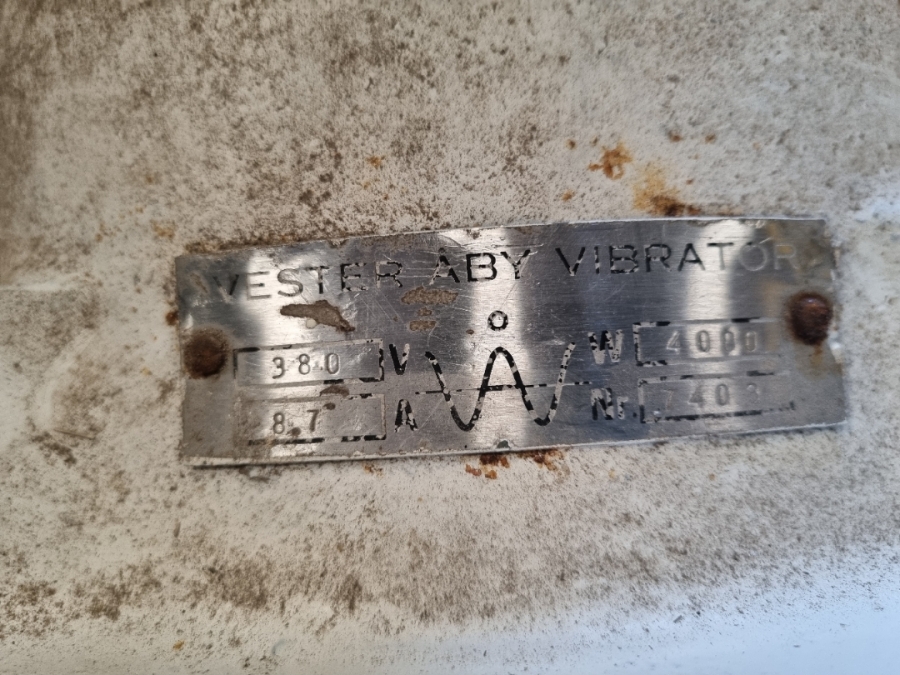 VESTER ÅBY VIBRATOR
380 V W 4000
8.7 A Nr.